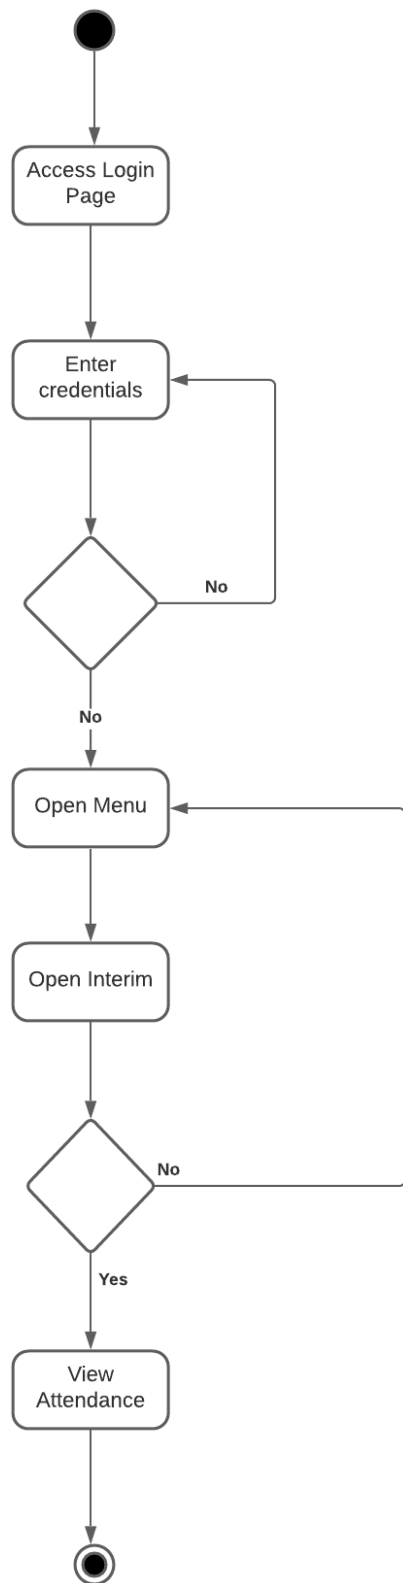 Access Login
Page
Enter
credentials
No
No
Open Menu
Open Interim
No
Yes
View
Attendance